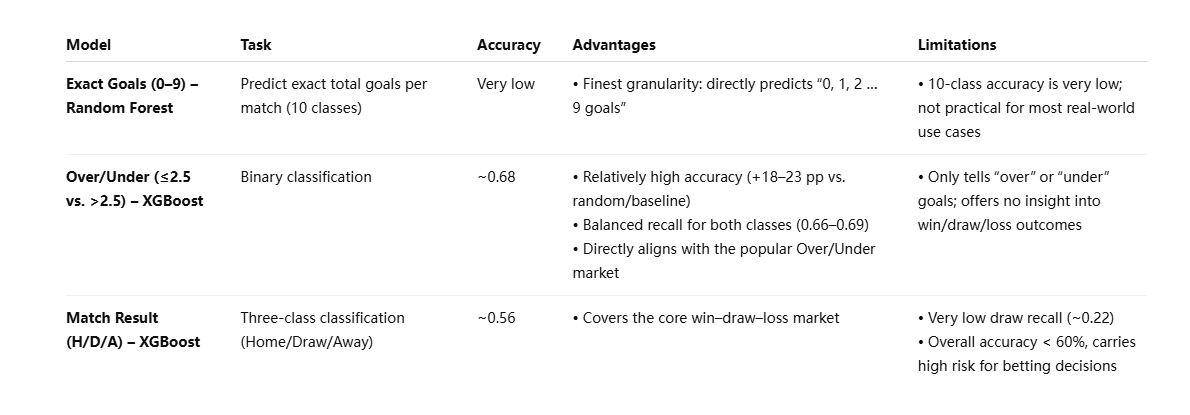 Model Task Accuracy Advantages Limitations
Exact Goals (0–9) – Predict exact total goals per Very low • Finest granularity: directly predicts “0, 1, 2 ... • 10-class accuracy is very low;
Random Forest match (10 classes) 9 goals” not practical for most real-world
use cases
Over/Under (≤2.5 Binary classification ~0.68 • Relatively high accuracy (+18–23 pp vs. • Only tells “over” or “under”
vs. >2.5) – XGBoost random/baseline) goals; offers no insight into
• Balanced recall for both classes (0.66–0.69) win/draw/loss outcomes
• Directly aligns with the popular Over/Under
market
Match Result Three-class classification ~0.56 • Covers the core win–draw–loss market • Very low draw recall (~0.22)
(H/D/A) – XGBoost (Home/Draw/Away) • Overall accuracy < 60%, carries
high risk for betting decisions